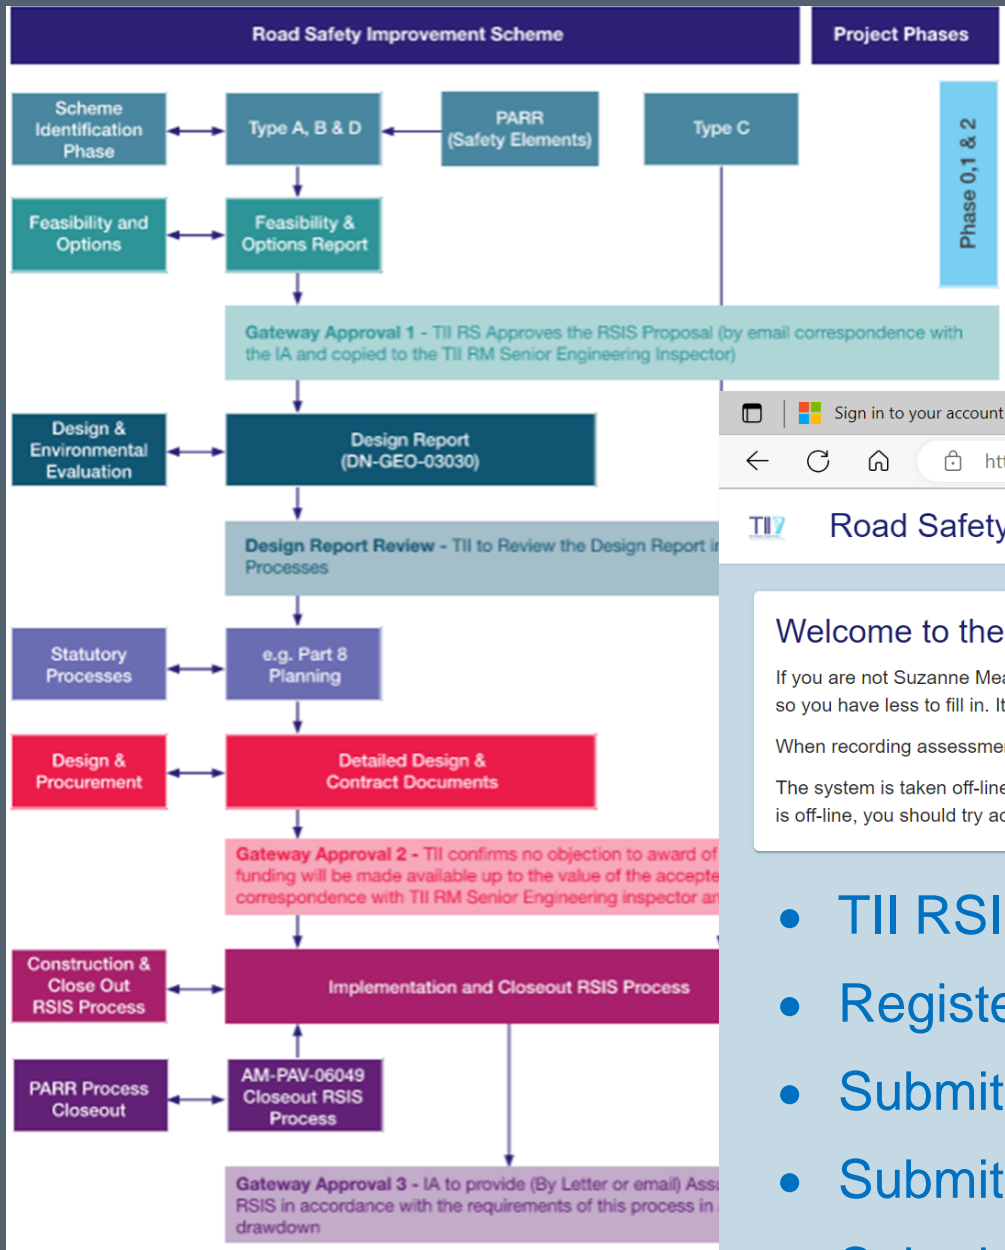 Road Safety Improvement Scheme
Project Phases
Scheme
Identification
Phase
Type A, B & D
PARR
(Safety Elements)
Type C
Phase 0,1 & 2
Feasibility and
Options
Feasibility &
Options Report
Gateway Approval 1 - TII RS Approves the RSIS Proposal (by email correspondence with
the IA and copied to the TII RM Senior Engineering Inspector)
Design &
Environmental
Evaluation
Design Report
(DN-GEO-03030)
Design Report Review - TII to Review the Design Report
Processes
Statutory
Processes
e.g. Part 8
Planning
Design &
Procurement
Detailed Design &
Contract Documents
Gateway Approval 2 - TII confirms no objection to award of
funding will be made available up to the value of the accepte
correspondence with TII RM Senior Engineering inspector an
Construction &
Close Out
RSIS Process
Implementation and Closeout RSIS Process
PARR Process
Closeout
AM-PAV-06049
Closeout RSIS
Process
Gateway Approval 3 - IA to provide (By Letter or email) Assu
RSIS in accordance with the requirements of this process in
drawdown
Sign in to your account
htt
TII
Road Safety
Welcome to the
If you are not Suzanne Mea
so you have less to fill in. It
When recording assessmen
The system is taken off-line
is off-line, you should try ac
• TII RSI
• Registe
• Submit
• Submit